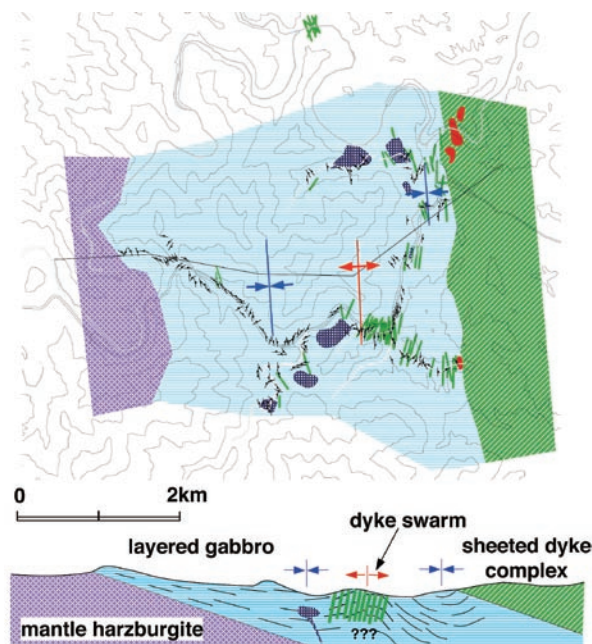 0 2km
dyke swarm
layered gabbro sheeted dyke
complex
mantle harzburgite ???